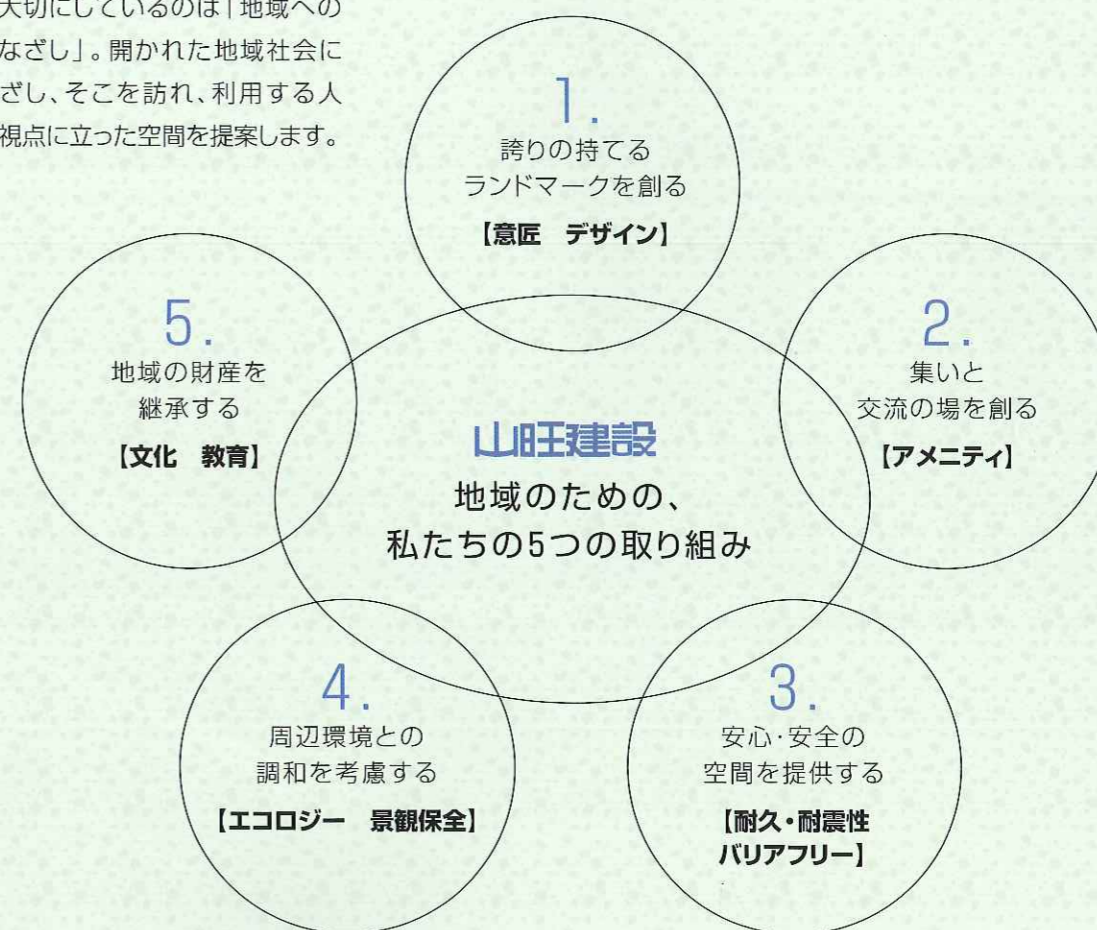 大切にしているのは「地域への
なざし」。開かれた地域社会に
ざし、そこを訪れ、利用する人
視点に立った空間を提案します。
1.
誇りの持てる
ランドマークを創る
【意匠　デザイン】
2.
集いと
交流の場を創る
【アメニティ】
3.
安心・安全の
空間を提供する
【耐久・耐震性
バリアフリー】
4.
周辺環境との
調和を考慮する
【エコロジー　景観保全】
5.
地域の財産を
継承する
【文化　教育】
山旺建設
地域のための、
私たちの5つの取り組み